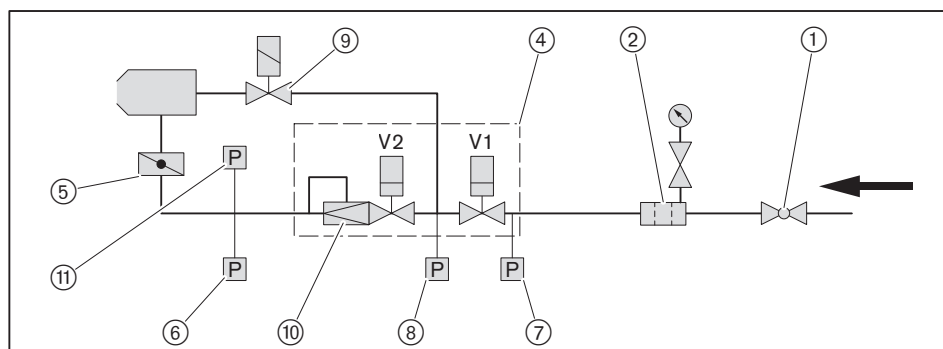 ⑨ ④ ② ①
V2 V1
P
⑤
⑪
P P P
⑥ ⑩ ⑧ ⑦